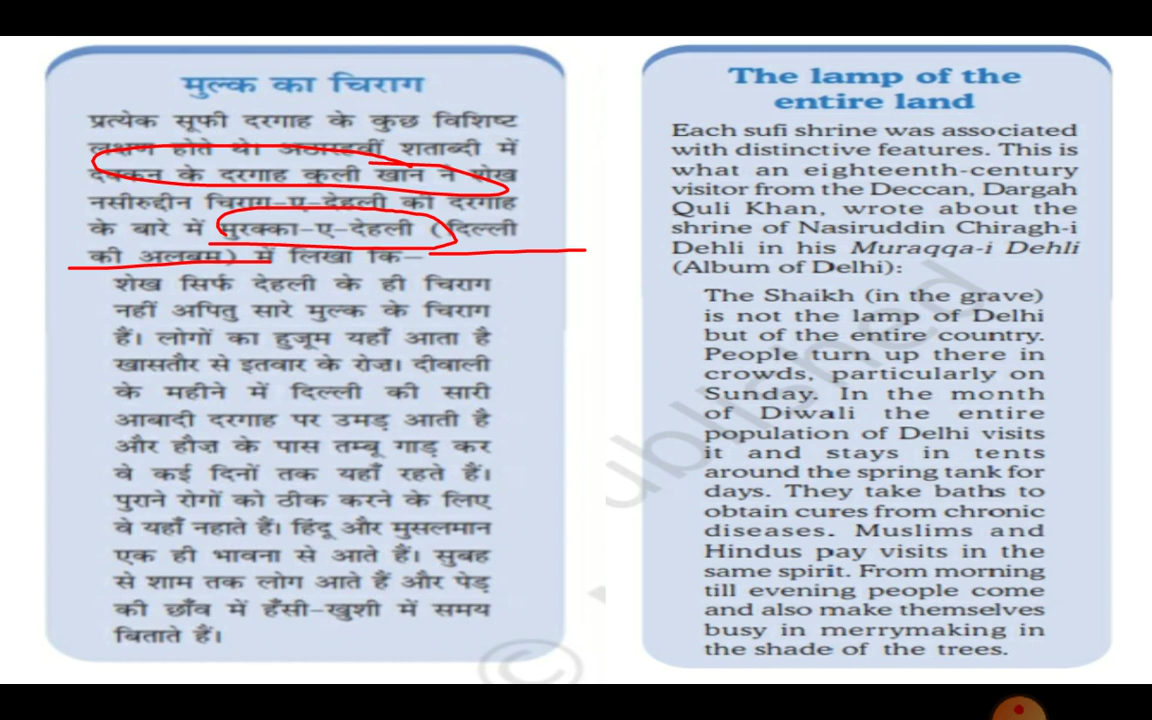 मुल्क का चिराग
प्रत्येक सूफी दरगाह के कुछ विशिष्ट
लक्षण होते थे। अठारहवीं शताब्दी में
दक्कन के दरगाह कुली खान ने शेख
नसीरुद्दीन चिराग-ए-देहली की दरगाह
के बारे में मुरक्का-ए-देहली (दिल्ली
की अलबम) में लिखा कि–
शेख सिर्फ देहली के ही चिराग
नहीं अपितु सारे मुल्क के चिराग
हैं। लोगों का हुजूम यहाँ आता है
खासतौर से इतवार के रोज़। दीवाली
के महीने में दिल्ली की सारी
आबादी दरगाह पर उमड़ आती है
और हौज़ के पास तम्बू गाड़ कर
वे कई दिनों तक यहाँ रहते हैं।
पुराने रोगों को ठीक करने के लिए
वे यहाँ नहाते हैं। हिंदू और मुसलमान
एक ही भावना से आते हैं। सुबह
से शाम तक लोग आते हैं और पेड़
की छाँव में हँसी-खुशी में समय
बिताते हैं।
The lamp of the
entire land
Each sufi shrine was associated
with distinctive features. This is
what an eighteenth-century
visitor from the Deccan, Dargah
Quli Khan, wrote about the
shrine of Nasiruddin Chiragh-i
Dehli in his Muraqqa-i Dehli
(Album of Delhi):
The Shaikh (in the grave)
is not the lamp of Delhi
but of the entire country.
People turn up there in
crowds, particularly on
Sunday. In the month
of Diwali the entire
population of Delhi visits
it and stays in tents
around the spring tank for
days. They take baths to
obtain cures from chronic
diseases. Muslims and
Hindus pay visits in the
same spirit. From morning
till evening people come
and also make themselves
busy in merrymaking in
the shade of the trees.